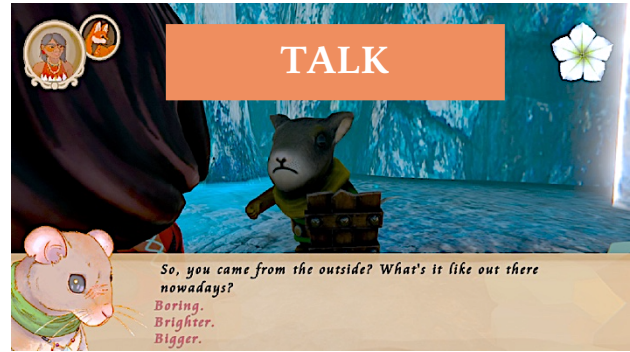 TALK
So, you came from the outside? What's it like out there
nowadays?
Boring.
Brighter.
Bigger.